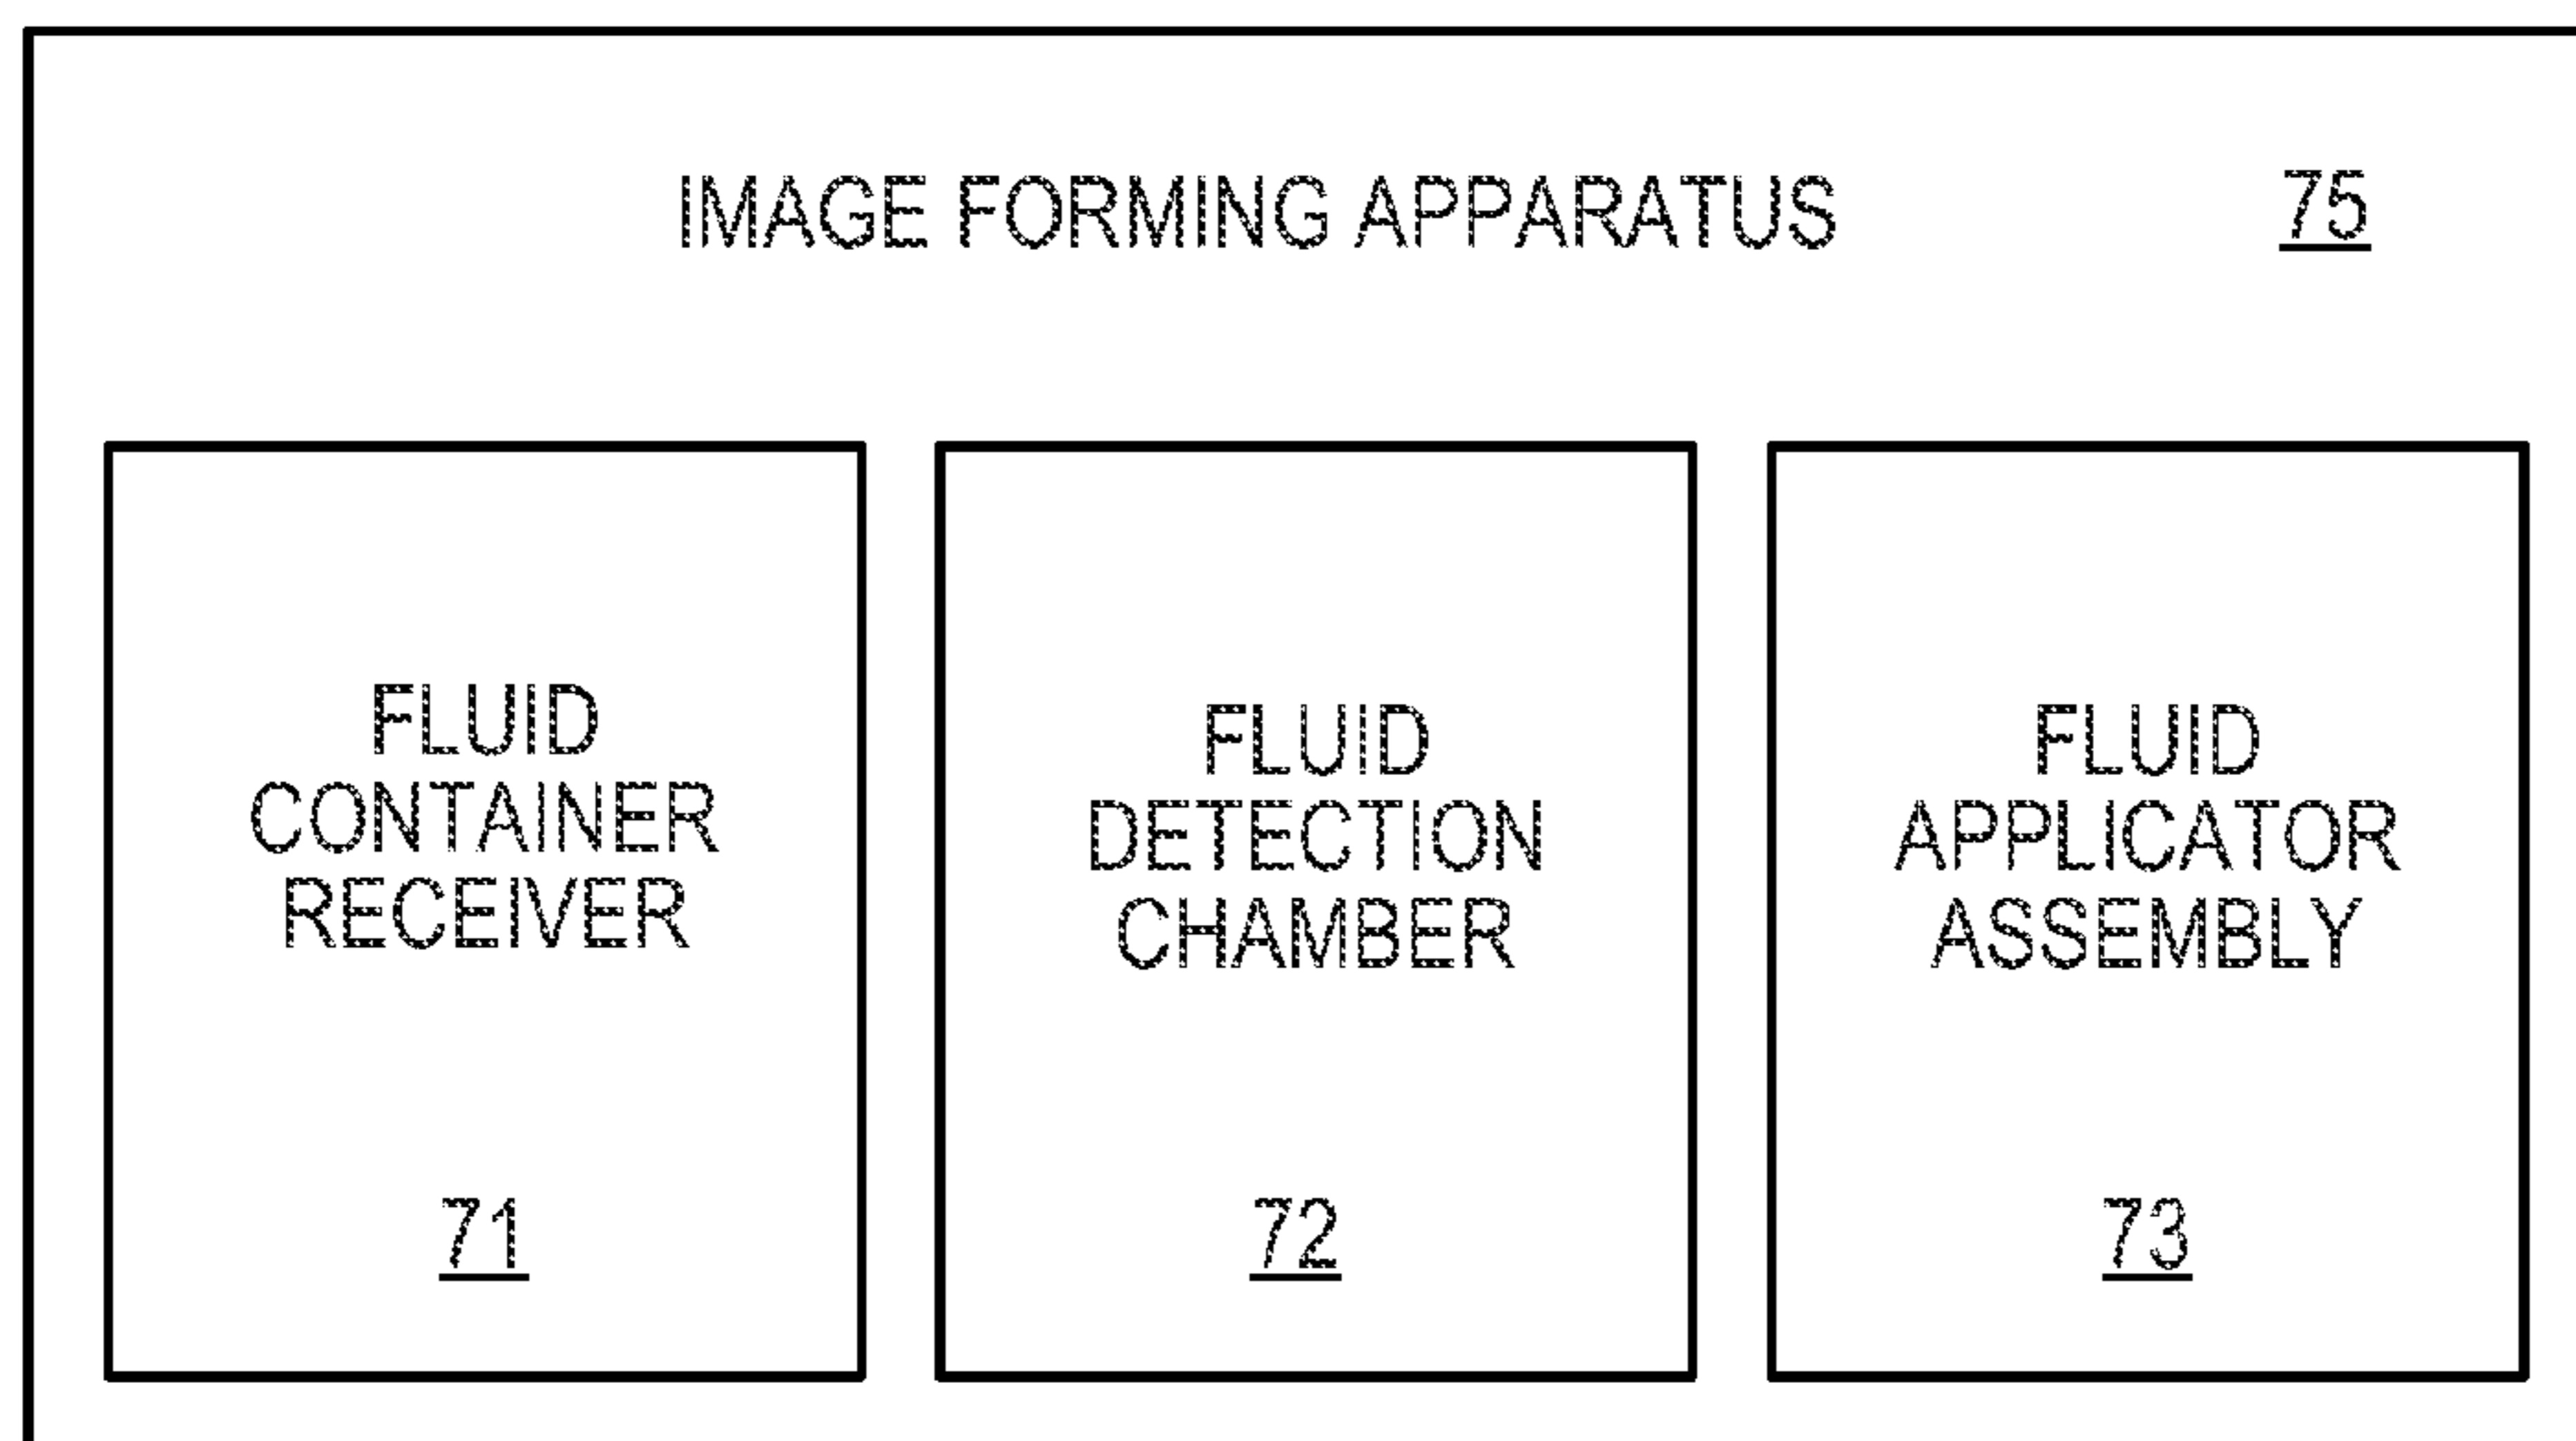 IMAGE FORMING APPARATUS 75
FLUID
CONTAINER
RECEIVER
71
FLUID
DETECTION
CHAMBER
72
FLUID
APPLICATOR
ASSEMBLY
73